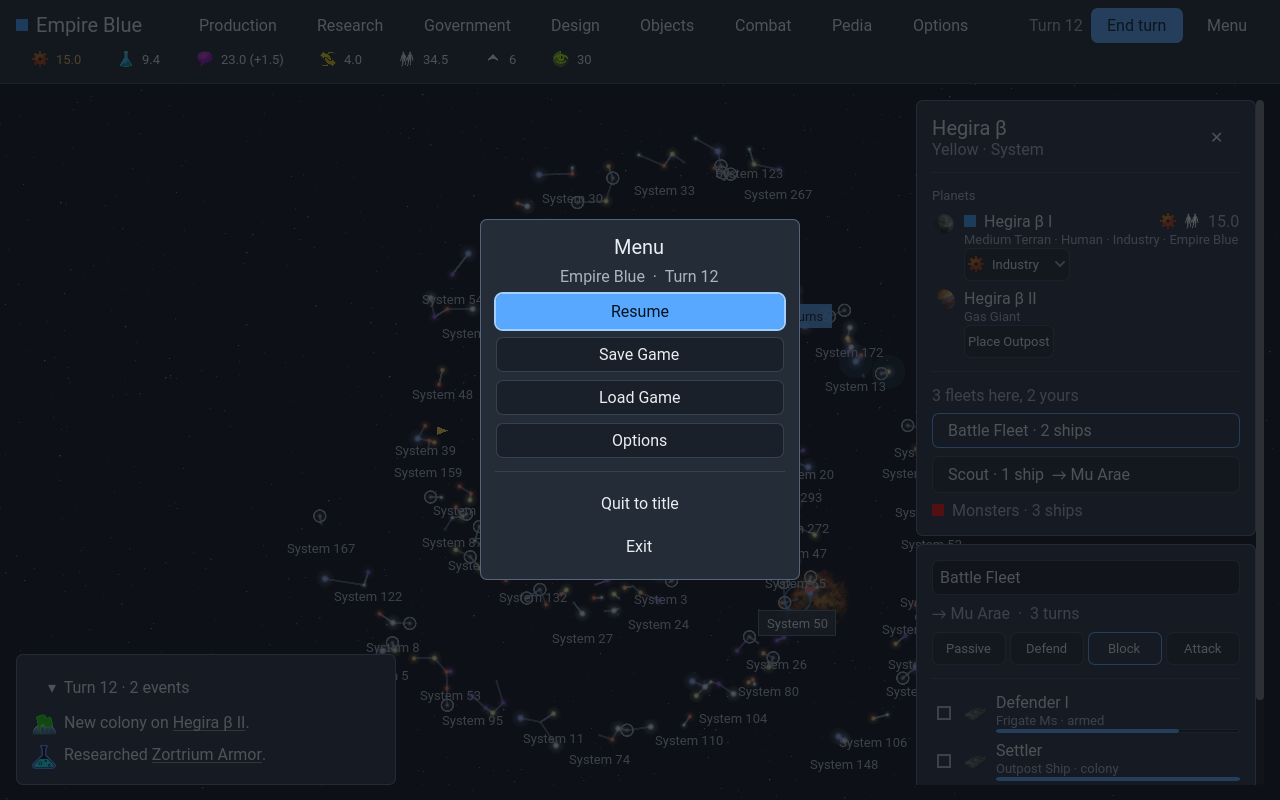 Empire Blue
Production
Research
Government
Design
Objects
Combat
Pedia
Options
Turn 12
End turn
Menu
15.0
9.4
23.0 (+1.5)
4.0
34.5
6
30
System 123
System 33
System 267
System 30
System 54
System 172
System 13
System 48
System 39
System 159
System 20
293
System 167
272
System 47
System 122
System 132
System 3
System 50
System 24
System 27
System 8
System 26
System 53
System 80
System 95
System 104
System 11
System 110
System 106
System 74
System 148
Menu
Empire Blue · Turn 12
Resume
Save Game
Load Game
Options
Quit to title
Exit
Hegira β
Yellow · System
×
Planets
Hegira β I
15.0
Medium Terran · Human · Industry · Empire Blue
Industry
Hegira β II
Gas Giant
Place Outpost
3 fleets here, 2 yours
Battle Fleet · 2 ships
Scout · 1 ship → Mu Arae
Monsters · 3 ships
Battle Fleet
→ Mu Arae · 3 turns
Passive
Defend
Block
Attack
Defender I
Frigate Ms · armed
Settler
Outpost Ship · colony
▾ Turn 12 · 2 events
New colony on Hegira β II.
Researched Zortrium Armor.